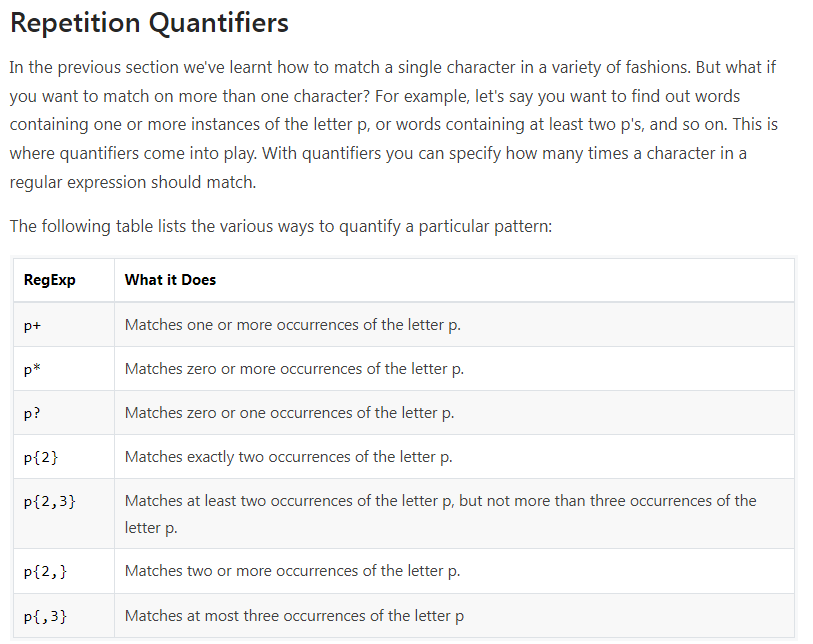 Repetition Quantifiers
In the previous section we've learnt how to match a single character in a variety of fashions. But what if
you want to match on more than one character? For example, let's say you want to find out words
containing one or more instances of the letter p, or words containing at least two p's, and so on. This is
where quantifiers come into play. With quantifiers you can specify how many times a character in a
regular expression should match.
The following table lists the various ways to quantify a particular pattern:
RegExp What it Does
p+ Matches one or more occurrences of the letter p.
p* Matches zero or more occurrences of the letter p.
p? Matches zero or one occurrences of the letter p.
p{2} Matches exactly two occurrences of the letter p.
p{2,3} Matches at least two occurrences of the letter p, but not more than three occurrences of the
letter p.
p{2,} Matches two or more occurrences of the letter p.
p{,3} Matches at most three occurrences of the letter p